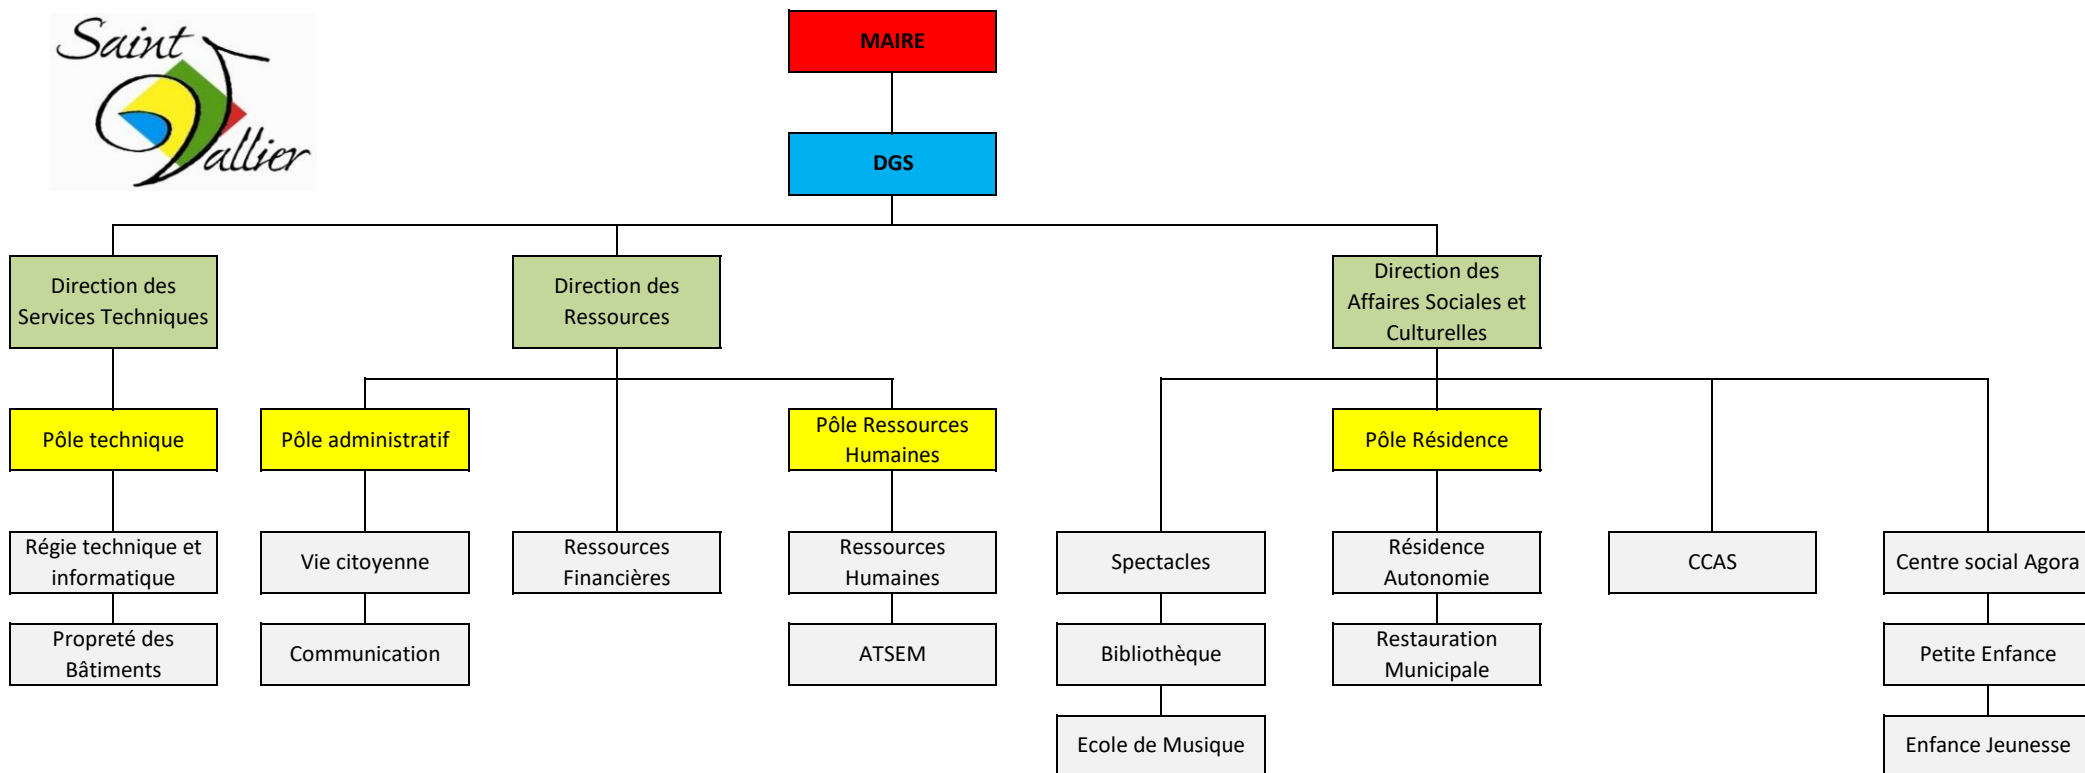 Saint
Vallier
MAIRE
DGS
Direction des
Services Techniques
Direction des
Ressources
Direction des
Affaires Sociales et
Culturelles
Pôle technique
Pôle administratif
Pôle Ressources
Humaines
Pôle Résidence
Régie technique et
informatique
Vie citoyenne
Ressources
Financières
Ressources
Humaines
Spectacles
Résidence
Autonomie
CCAS
Centre social Agora
Propreté des
Bâtiments
Communication
ATSEM
Bibliothèque
Restauration
Municipale
Petite Enfance
Ecole de Musique
Enfance Jeunesse